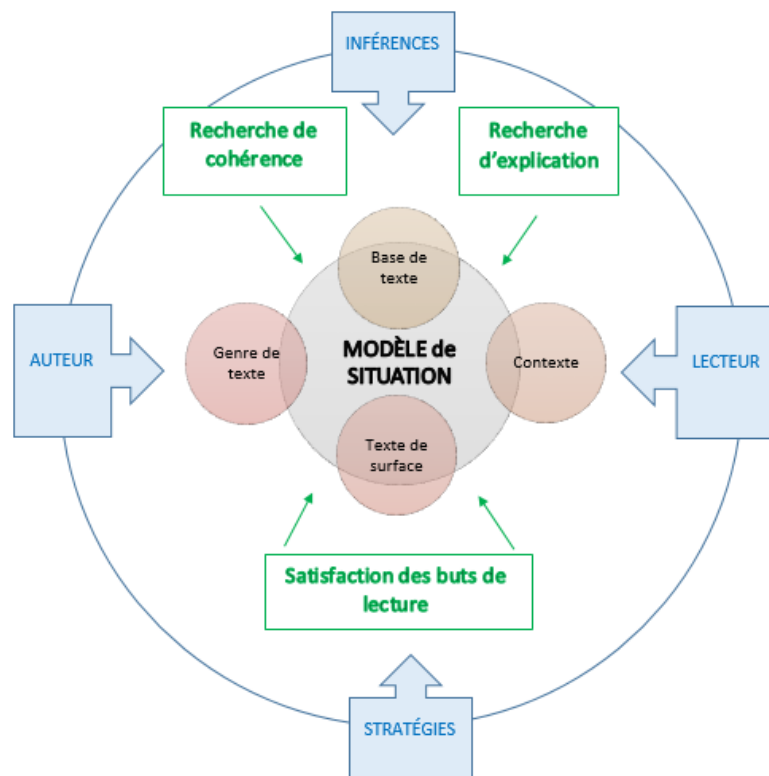 INFÉRENCES
Recherche de
cohérence
Recherche
d'explication
Base de
texte
AUTEUR
Genre de
texte
MODÈLE de
SITUATION
Contexte
LECTEUR
Texte de
surface
Satisfaction des buts de
lecture
STRATÉGIES